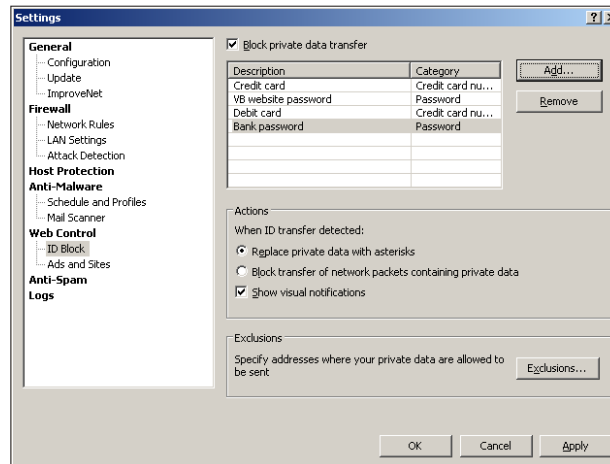 Settings
General
Configuration
Update
ImproveNet
Firewall
Network Rules
LAN Settings
Attack Detection
Host Protection
Anti-Malware
Schedule and Profiles
Mail Scanner
Web Control
ID Block
Ads and Sites
Anti-Spam
Logs
Block private data transfer
Description Category
Credit card Credit card nu...
VB website password Password
Debit card Credit card nu...
Bank password Password
Add...
Remove
Actions
When ID transfer detected:
Replace private data with asterisks
Block transfer of network packets containing private data
Show visual notifications
Exclusions
Specify addresses where your private data are allowed to
be sent
Exclusions...
OK Cancel Apply